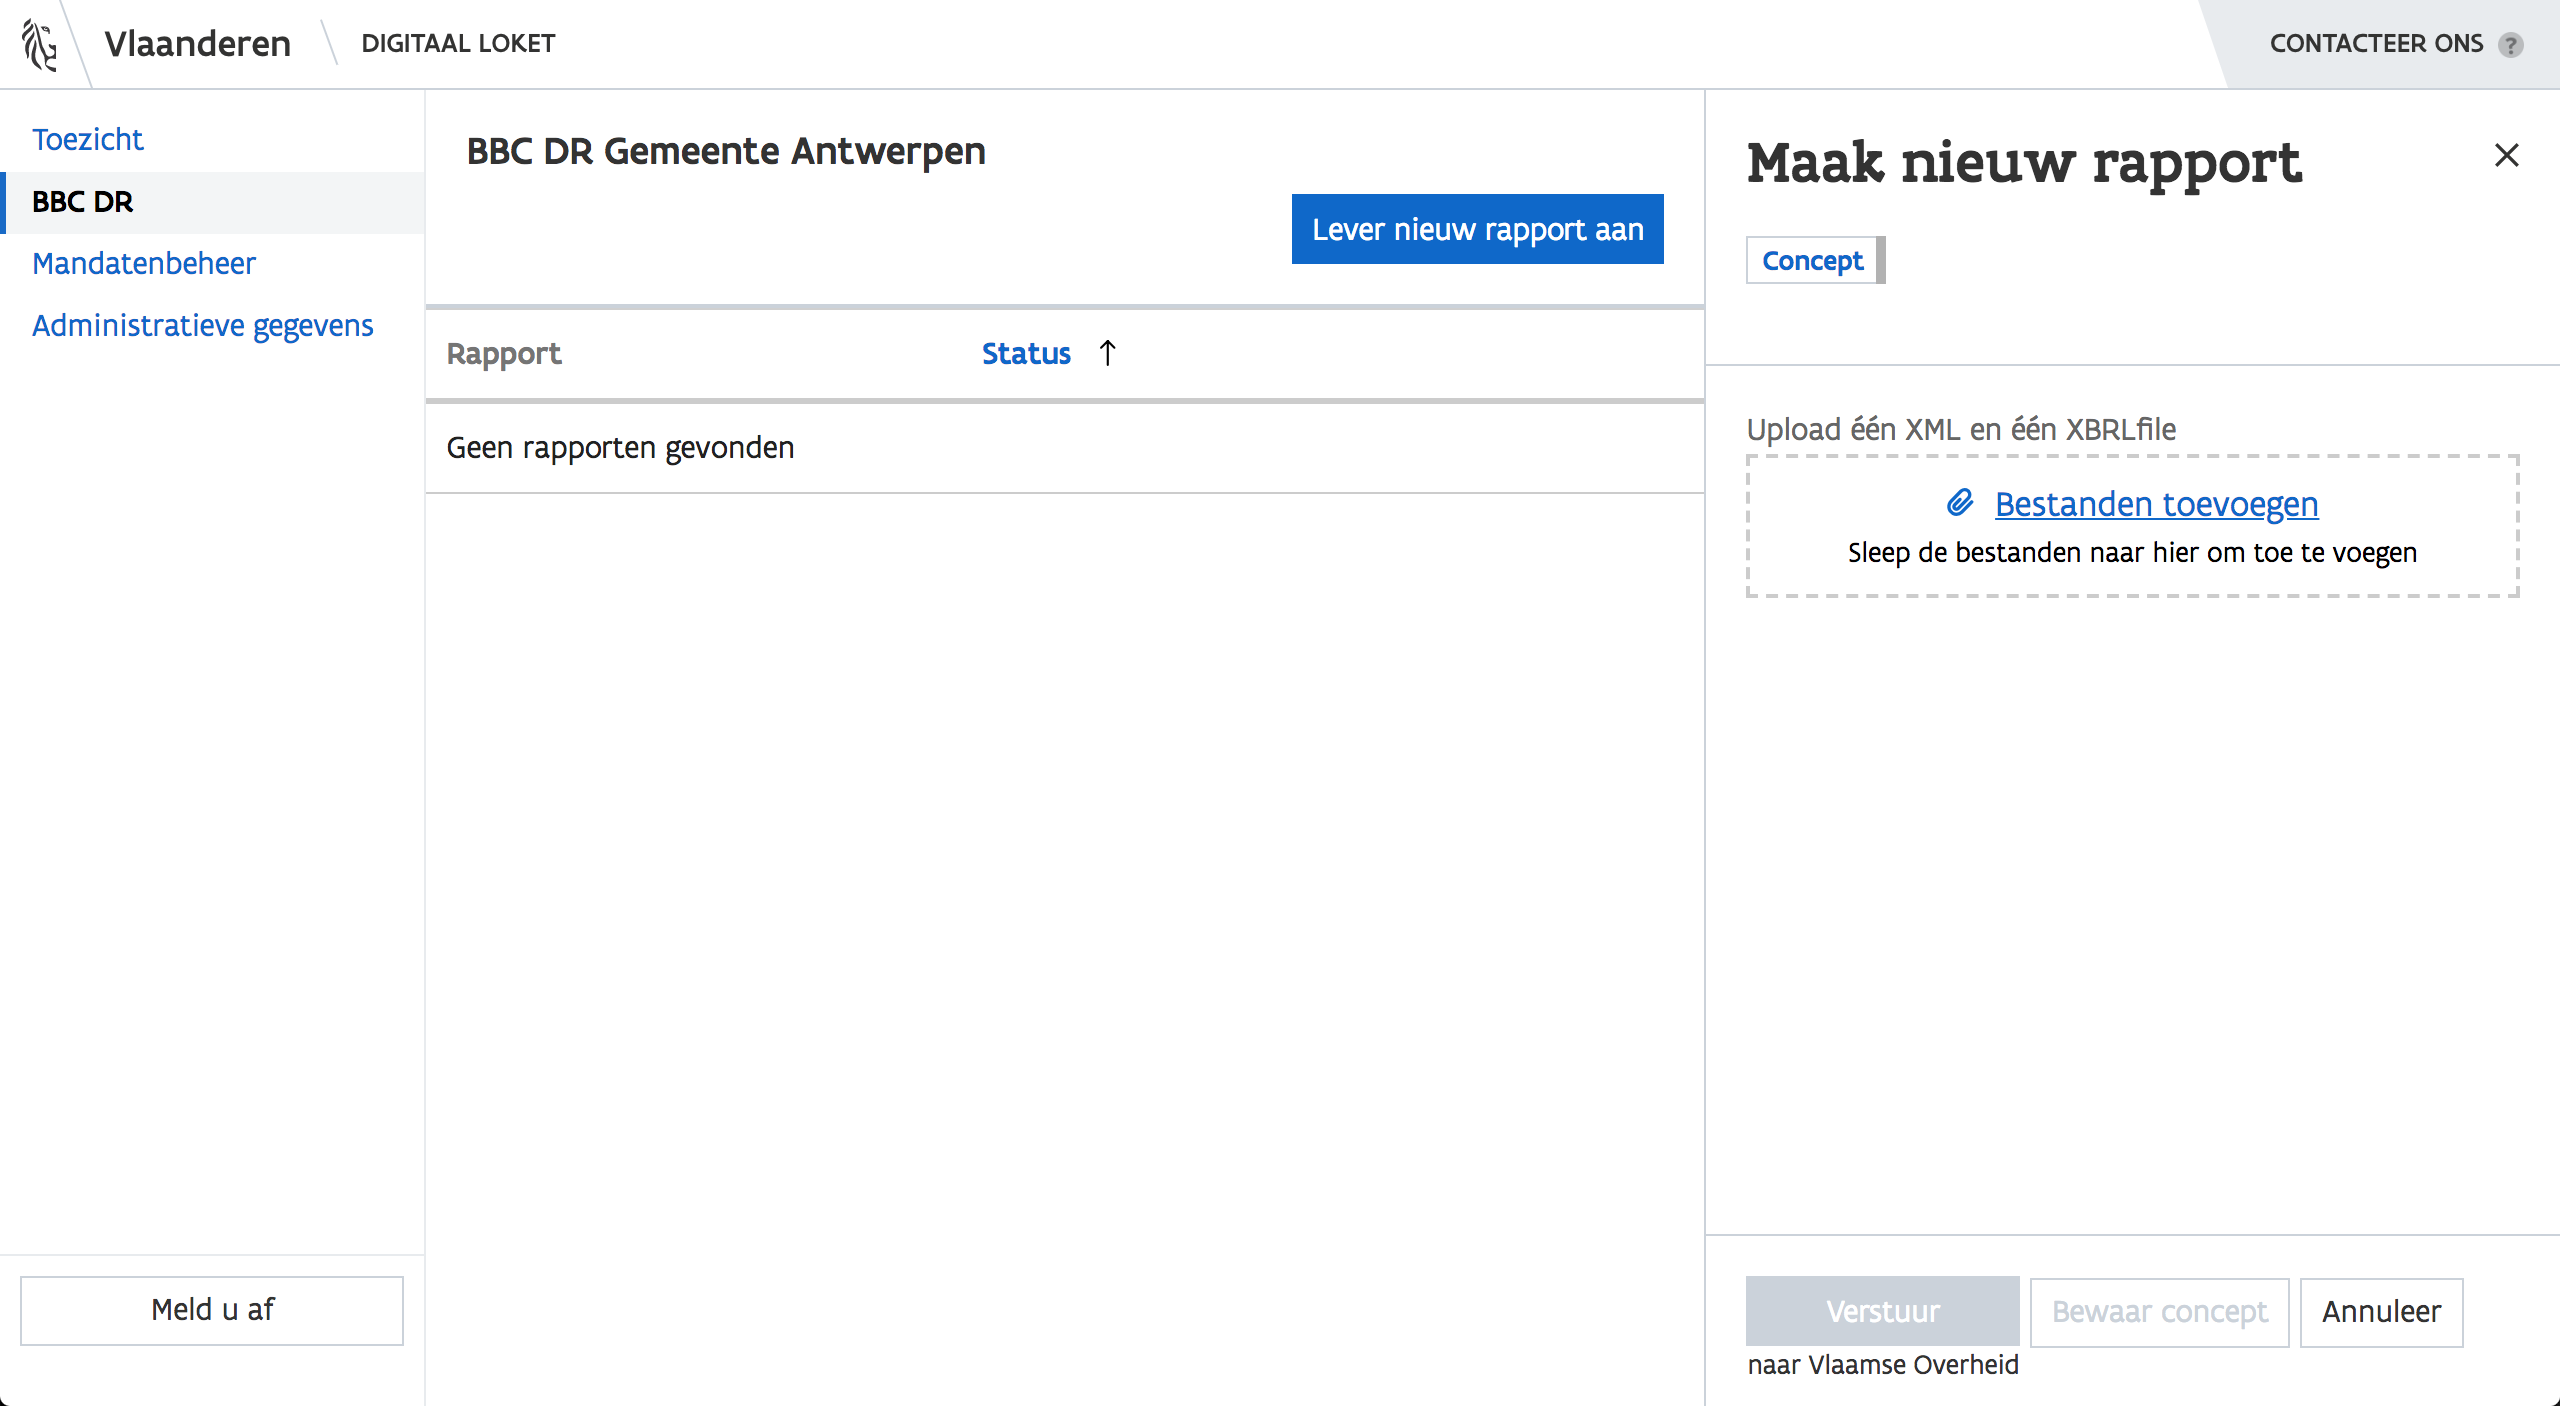 Vlaanderen
DIGITAAL LOKET
CONTACTEER ONS ?
Toezicht
BBC DR
Mandatenbeheer
Administratieve gegevens
Meld u af
BBC DR Gemeente Antwerpen
Lever nieuw rapport aan
Rapport Status ↑
Geen rapporten gevonden
Maak nieuw rapport
Concept
Upload één XML en één XBRLfile
Bestanden toevoegen
Sleep de bestanden naar hier om toe te voegen
Verstuur Bewaar concept Annuleer
naar Vlaamse Overheid